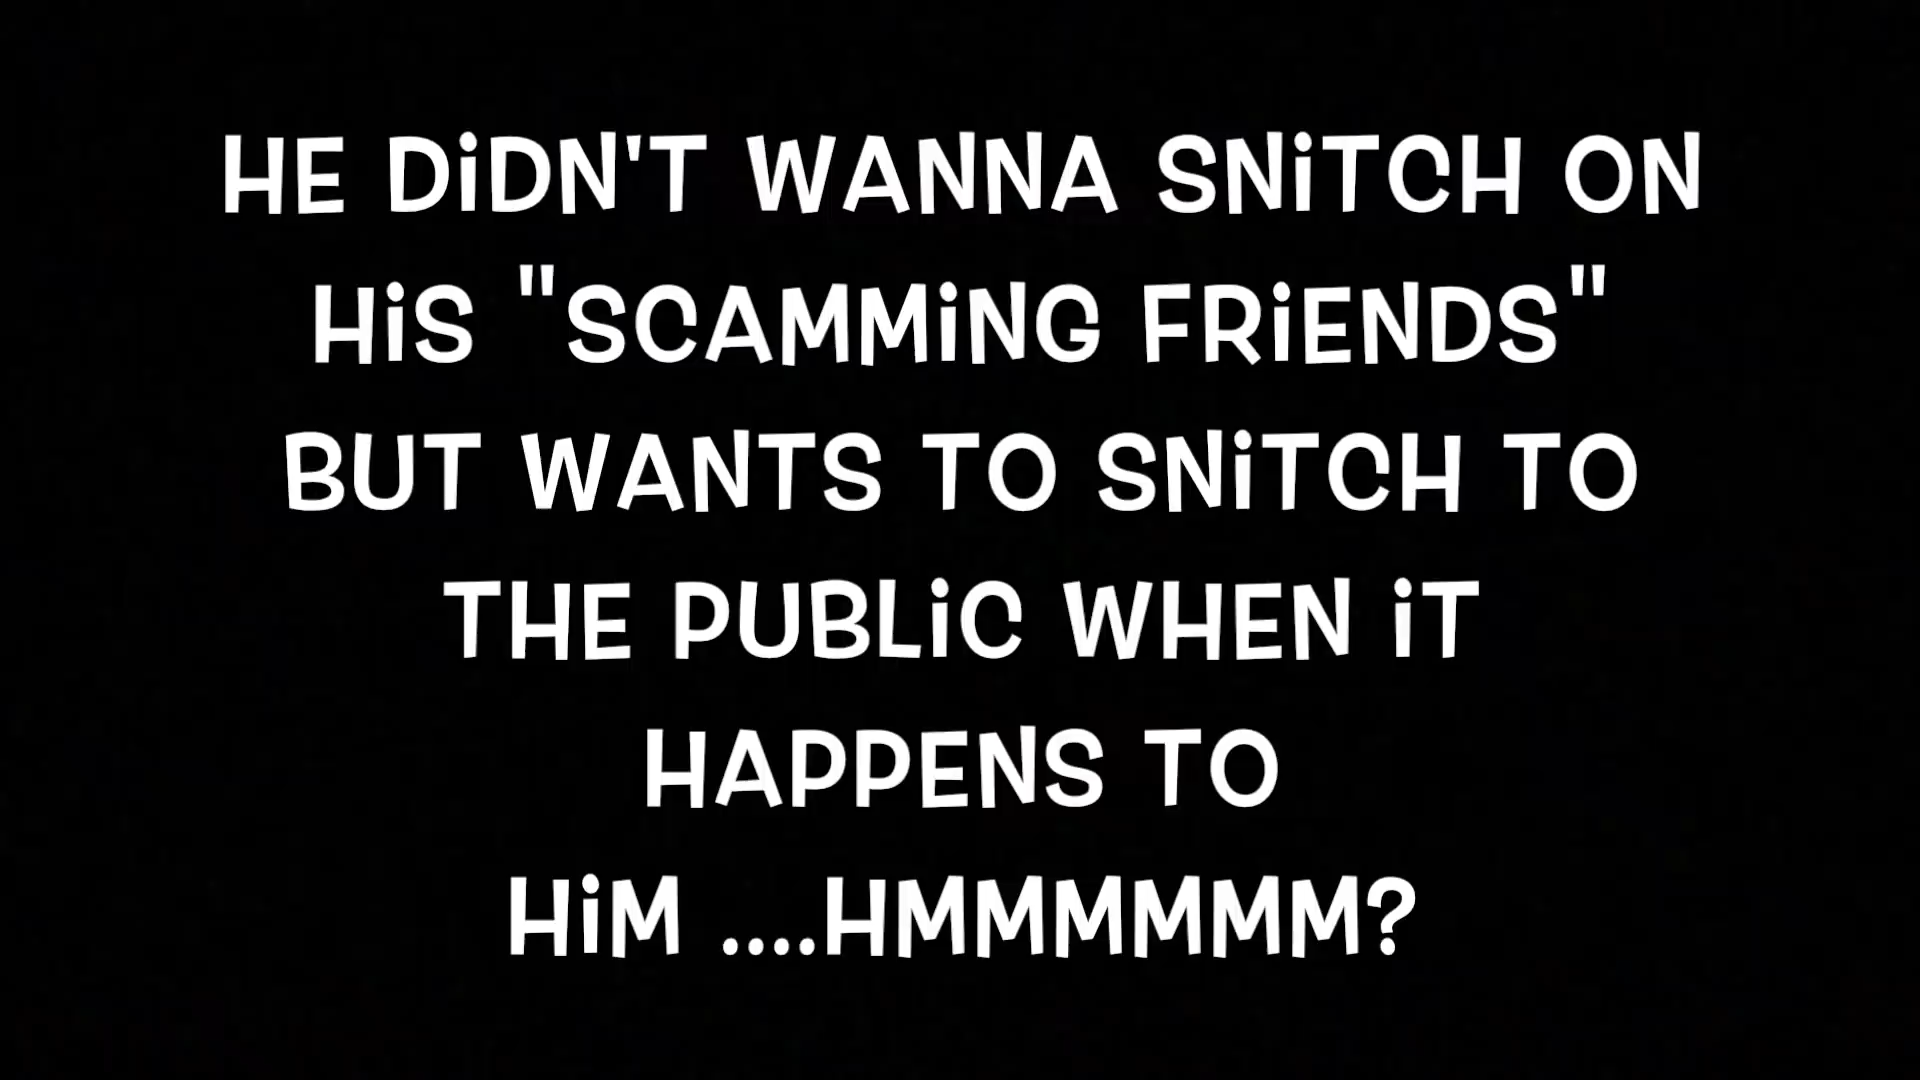 HE DiDN'T WANNA SNiTCH ON
HiS "SCAMMiNG FRiENDS"
BUT WANTS TO SNiTCH TO
THE PUBLiC WHEN iT
HAPPENS TO
HiM ....HMMMMMM?